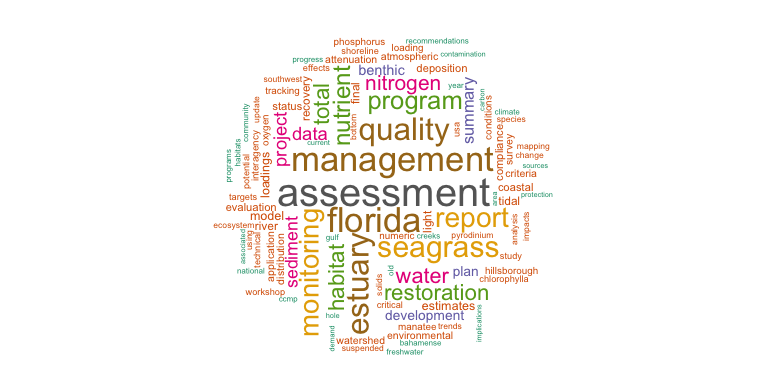 recommendations
phosphorus
loading
shoreline
contamination
progress
attenuation
atmospheric
effects
benthic
deposition
southwest
nitrogen
year
tracking
recovery
total
nutrient
final
program
summary
carbon
status
conditions
climate
species
community
update
oxygen
project
data
bottom
quality
usa
current
compliance
survey
mapping
change
programs
habitats
potential
interagency
loadings
management
sources
criteria
targets
assessment
coastal
area
protection
tidal
evaluation
model
florida
light
report
ecosystem
river
sediment
monitoring
numeric
creeks
pyrodinium
analysis
impacts
associated
using
technical
application
distribution
gulf
estuary
seagrass
study
national
habitat
old
water
plan
hillsborough
chlorophylla
workshop
ccmp
solids
restoration
critical
estimates
hole
development
implications
manatee
trends
demand
watershed
environmental
bahamense
suspended
freshwater